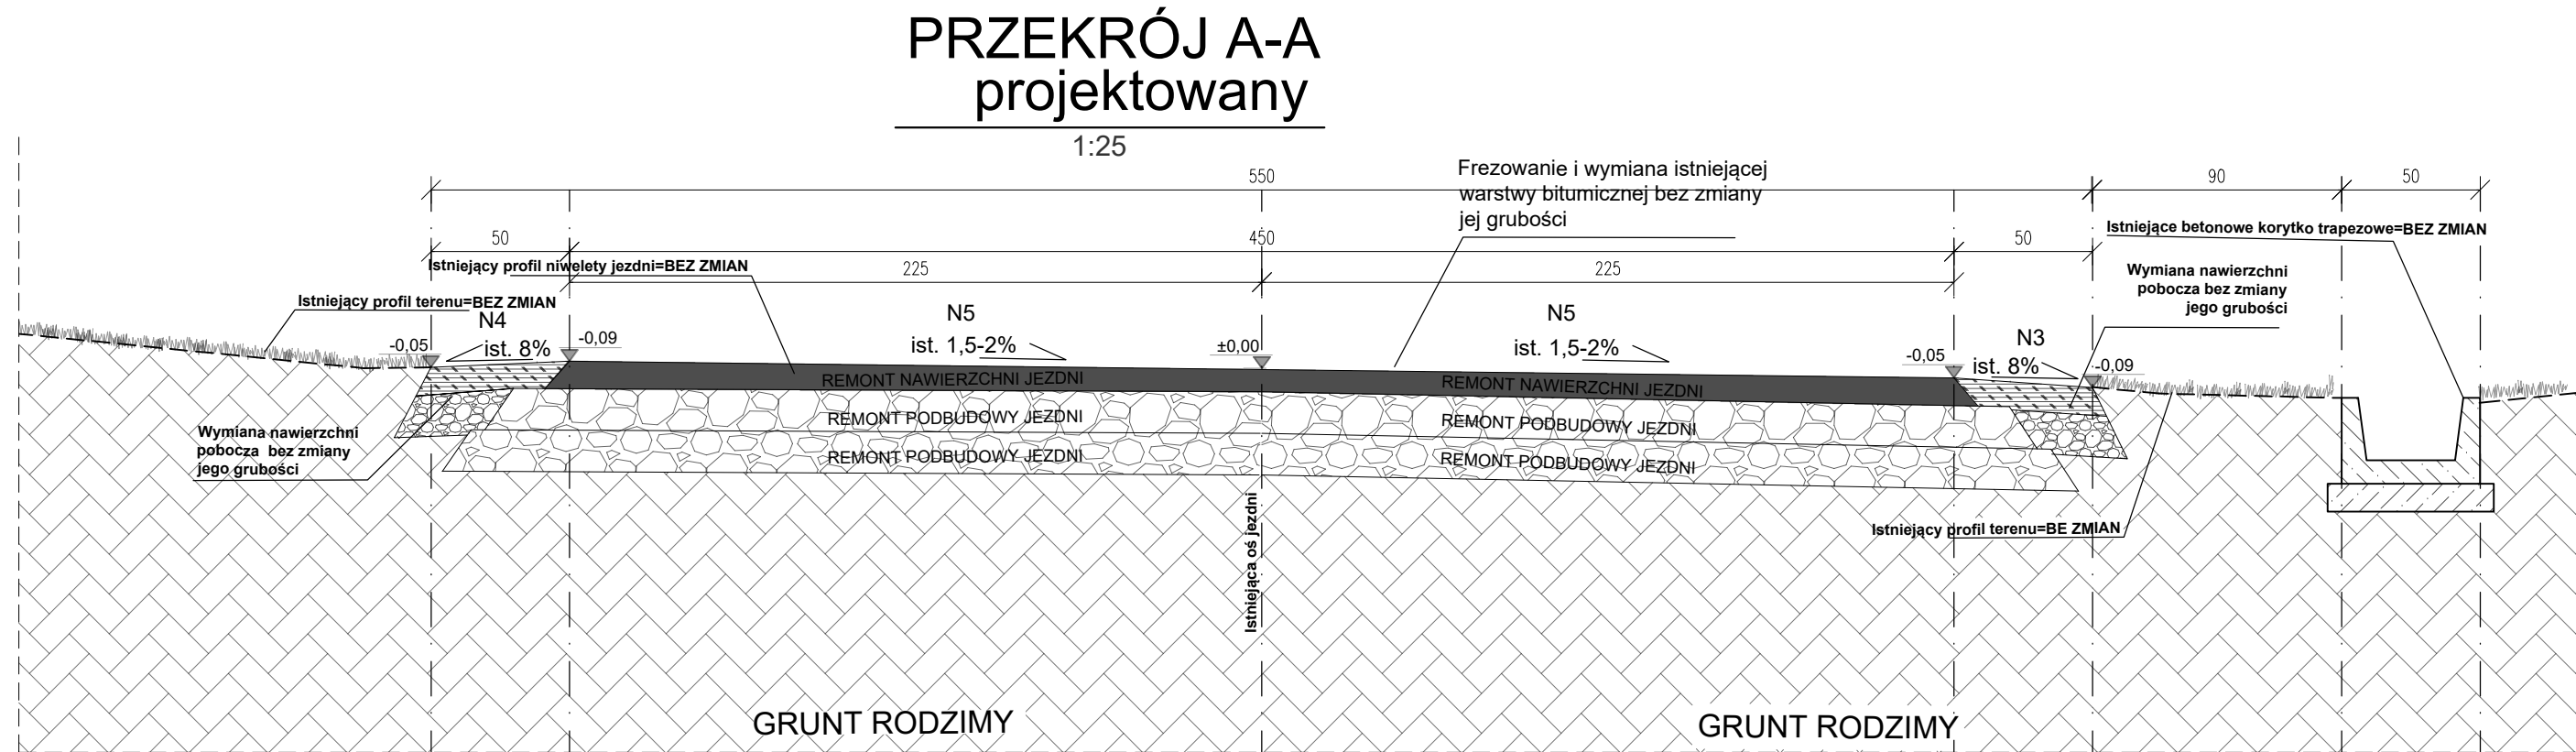 PRZEKRÓJ A-A
projektowany
1:25
550
90
50
Frezowanie i wymiana istniejącej
warstwy bitumicznej bez zmiany
jej grubości
50
450
50
Istniejące betonowe korytko trapezowe=BEZ ZMIAN
Istniejący profil niwelety jezdni=BEZ ZMIAN
225
225
Wymiana nawierzchni
pobocza bez zmiany
jego grubości
Istniejący profil terenu=BEZ ZMIAN
N4
ist. 8%
N5
ist. 1,5-2%
N5
ist. 1,5-2%
N3
ist. 8%
-0,05
-0,09
±0,00
-0,05
-0,09
REMONT NAWIERZCHNI JEZDNI
REMONT NAWIERZCHNI JEZDNI
REMONT PODBUDOWY JEZDNI
REMONT PODBUDOWY JEZDNI
REMONT PODBUDOWY JEZDNI
REMONT PODBUDOWY JEZDNI
Wymiana nawierzchni
pobocza bez zmiany
jego grubości
Istniejąca oś jezdni
Istniejący profil terenu=BE ZMIAN
GRUNT RODZIMY
GRUNT RODZIMY